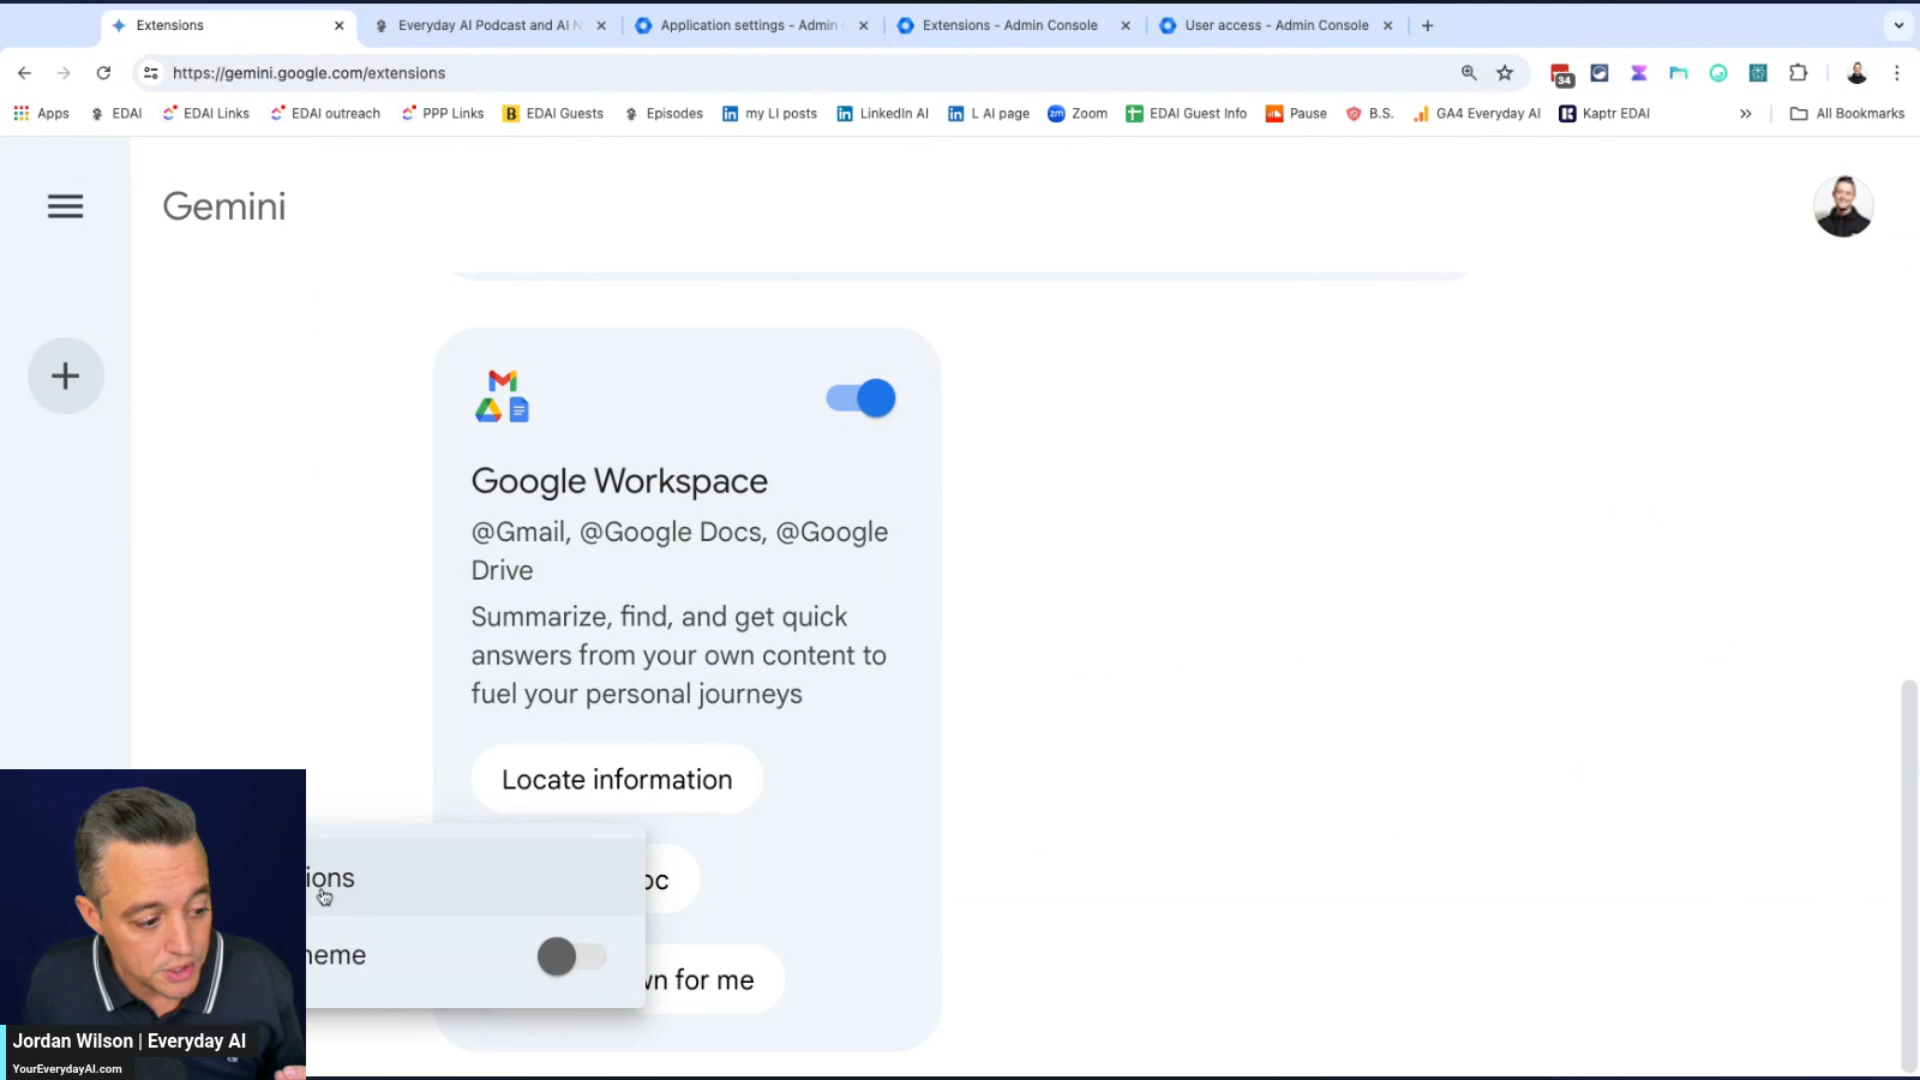 Extensions
Everyday AI Podcast and AI N
Application settings - Admin
Extensions - Admin Console
User access - Admin Console
https://gemini.google.com/extensions
34
Apps
EDAI
EDAI Links
EDAI outreach
PPP Links
B
EDAI Guests
Episodes
my LI posts
LinkedIn AI
L AI page
zm
Zoom
EDAI Guest Info
Pause
B.S.
GA4 Everyday AI
Kaptr EDAI
All Bookmarks
Gemini
Google Workspace
@Gmail, @Google Docs, @Google
Drive
Summarize, find, and get quick
answers from your own content to
fuel your personal journeys
Locate information
ions
oc
heme
wn for me
Jordan Wilson | Everyday AI
YourEverydayAI.com